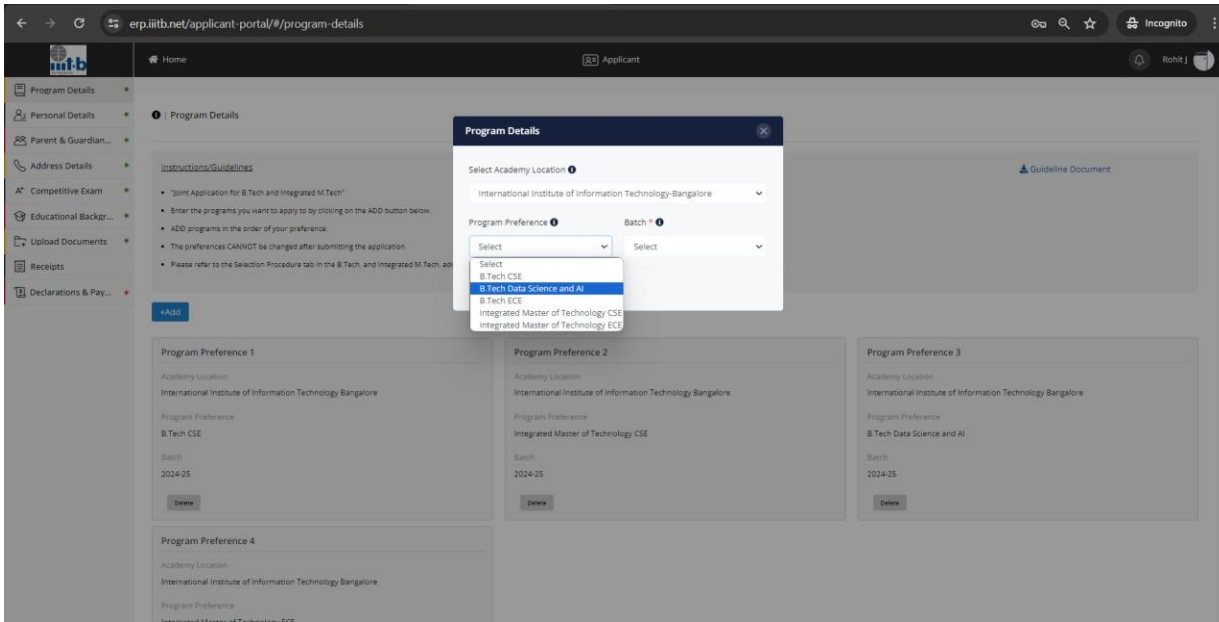 erp.iiitb.net/applicant-portal/#/program-details
Incognito
iiit-b
Home
Applicant
Rohit J
Program Details
Personal Details
Parent & Guardian...
Address Details
Competitive Exam
Educational Backgr...
Upload Documents
Receipts
Declarations & Pay...
Program Details
Instructions/Guidelines
Guideline Document
"Joint Application for B.Tech and Integrated M.Tech"
Enter the programs you want to apply to by clicking on the ADD button below.
ADD programs in the order of your preference.
The preferences CANNOT be changed after submitting the application.
Please refer to the Selection Procedure tab in the B.Tech, and Integrated M.Tech. ad
+Add
Program Details
Select Academy Location
International Institute of Information Technology-Bangalore
Program Preference Batch *
Select Select
Select
B.Tech CSE
B.Tech Data Science and AI
B.Tech ECE
Integrated Master of Technology CSE
Integrated Master of Technology ECE
Program Preference 1
Academy Location
International Institute of Information Technology Bangalore
Program Preference
B.Tech CSE
Batch
2024-25
Delete
Program Preference 2
Academy Location
International Institute of Information Technology Bangalore
Program Preference
Integrated Master of Technology CSE
Batch
2024-25
Delete
Program Preference 3
Academy Location
International Institute of Information Technology Bangalore
Program Preference
B.Tech Data Science and AI
Batch
2024-25
Delete
Program Preference 4
Academy Location
International Institute of Information Technology Bangalore
Program Preference
Integrated Master of Technology ECE